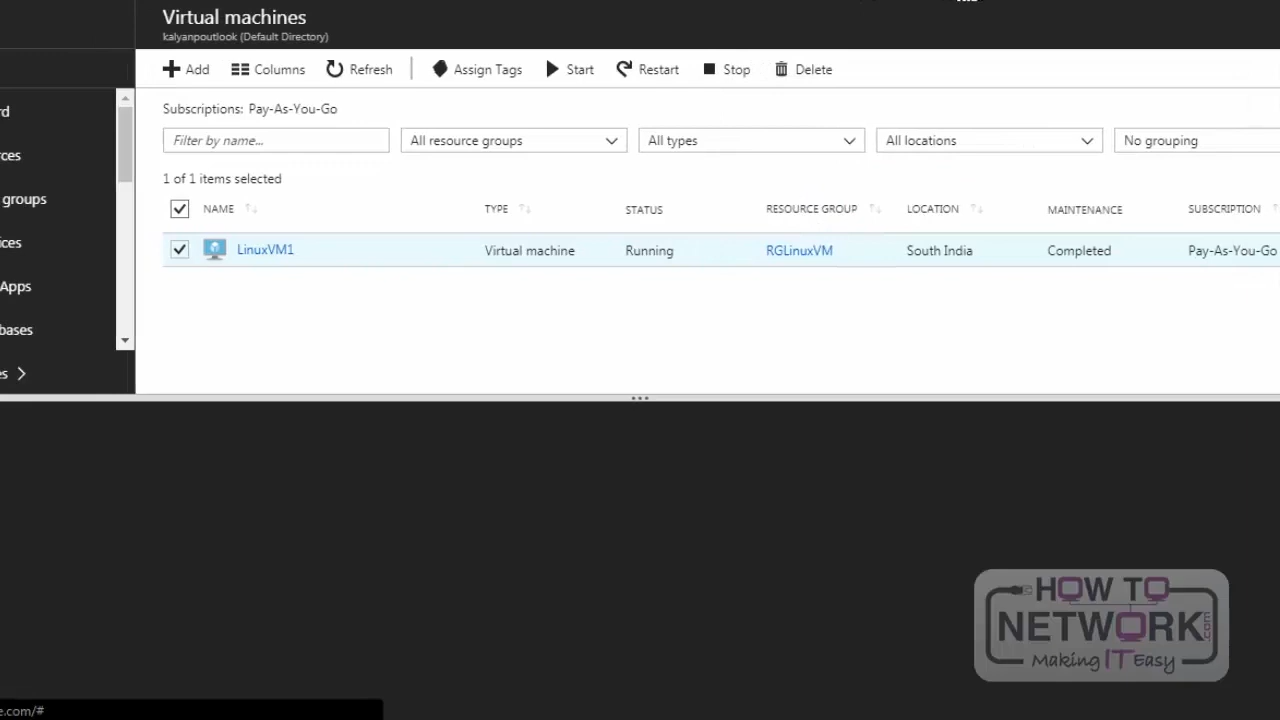 Virtual machines
kalyanpoutlook (Default Directory)
Add Columns Refresh Assign Tags Start Restart Stop Delete
rd
Subscriptions: Pay-As-You-Go
Filter by name... All resource groups All types All locations No grouping
rces
1 of 1 items selected
groups
NAME TYPE STATUS RESOURCE GROUP LOCATION MAINTENANCE SUBSCRIPTION
ices
LinuxVM1 Virtual machine Running RGLinuxVM South India Completed Pay-As-You-Go
Apps
bases
es
HOW TO
NETWORK.com
Making IT Easy
e.com/#